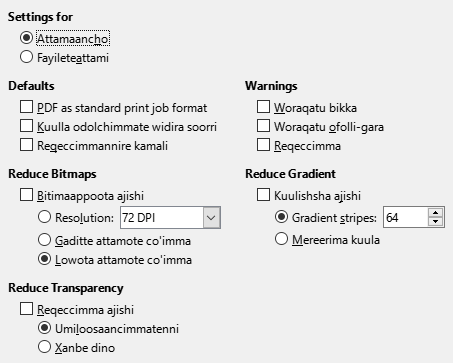 Settings for
Attamaancho
Fayileteattami
Defaults
PDF as standard print job format
Kuulla odolchimmate widira soorri
Reqeccimmannire kamali
Warnings
Woraqatu bikka
Woraqatu ofolli-gara
Reqeccimma
Reduce Bitmaps
Bitimaappoota ajishi
Resolution: 72 DPI
Gaditte attamote co'imma
Lowota attamote co'imma
Reduce Gradient
Kuulishsha ajishi
Gradient stripes: 64
Mereerima kuula
Reduce Transparency
Reqeccimma ajishi
Umiloosaancimmatenni
Xanbe dino